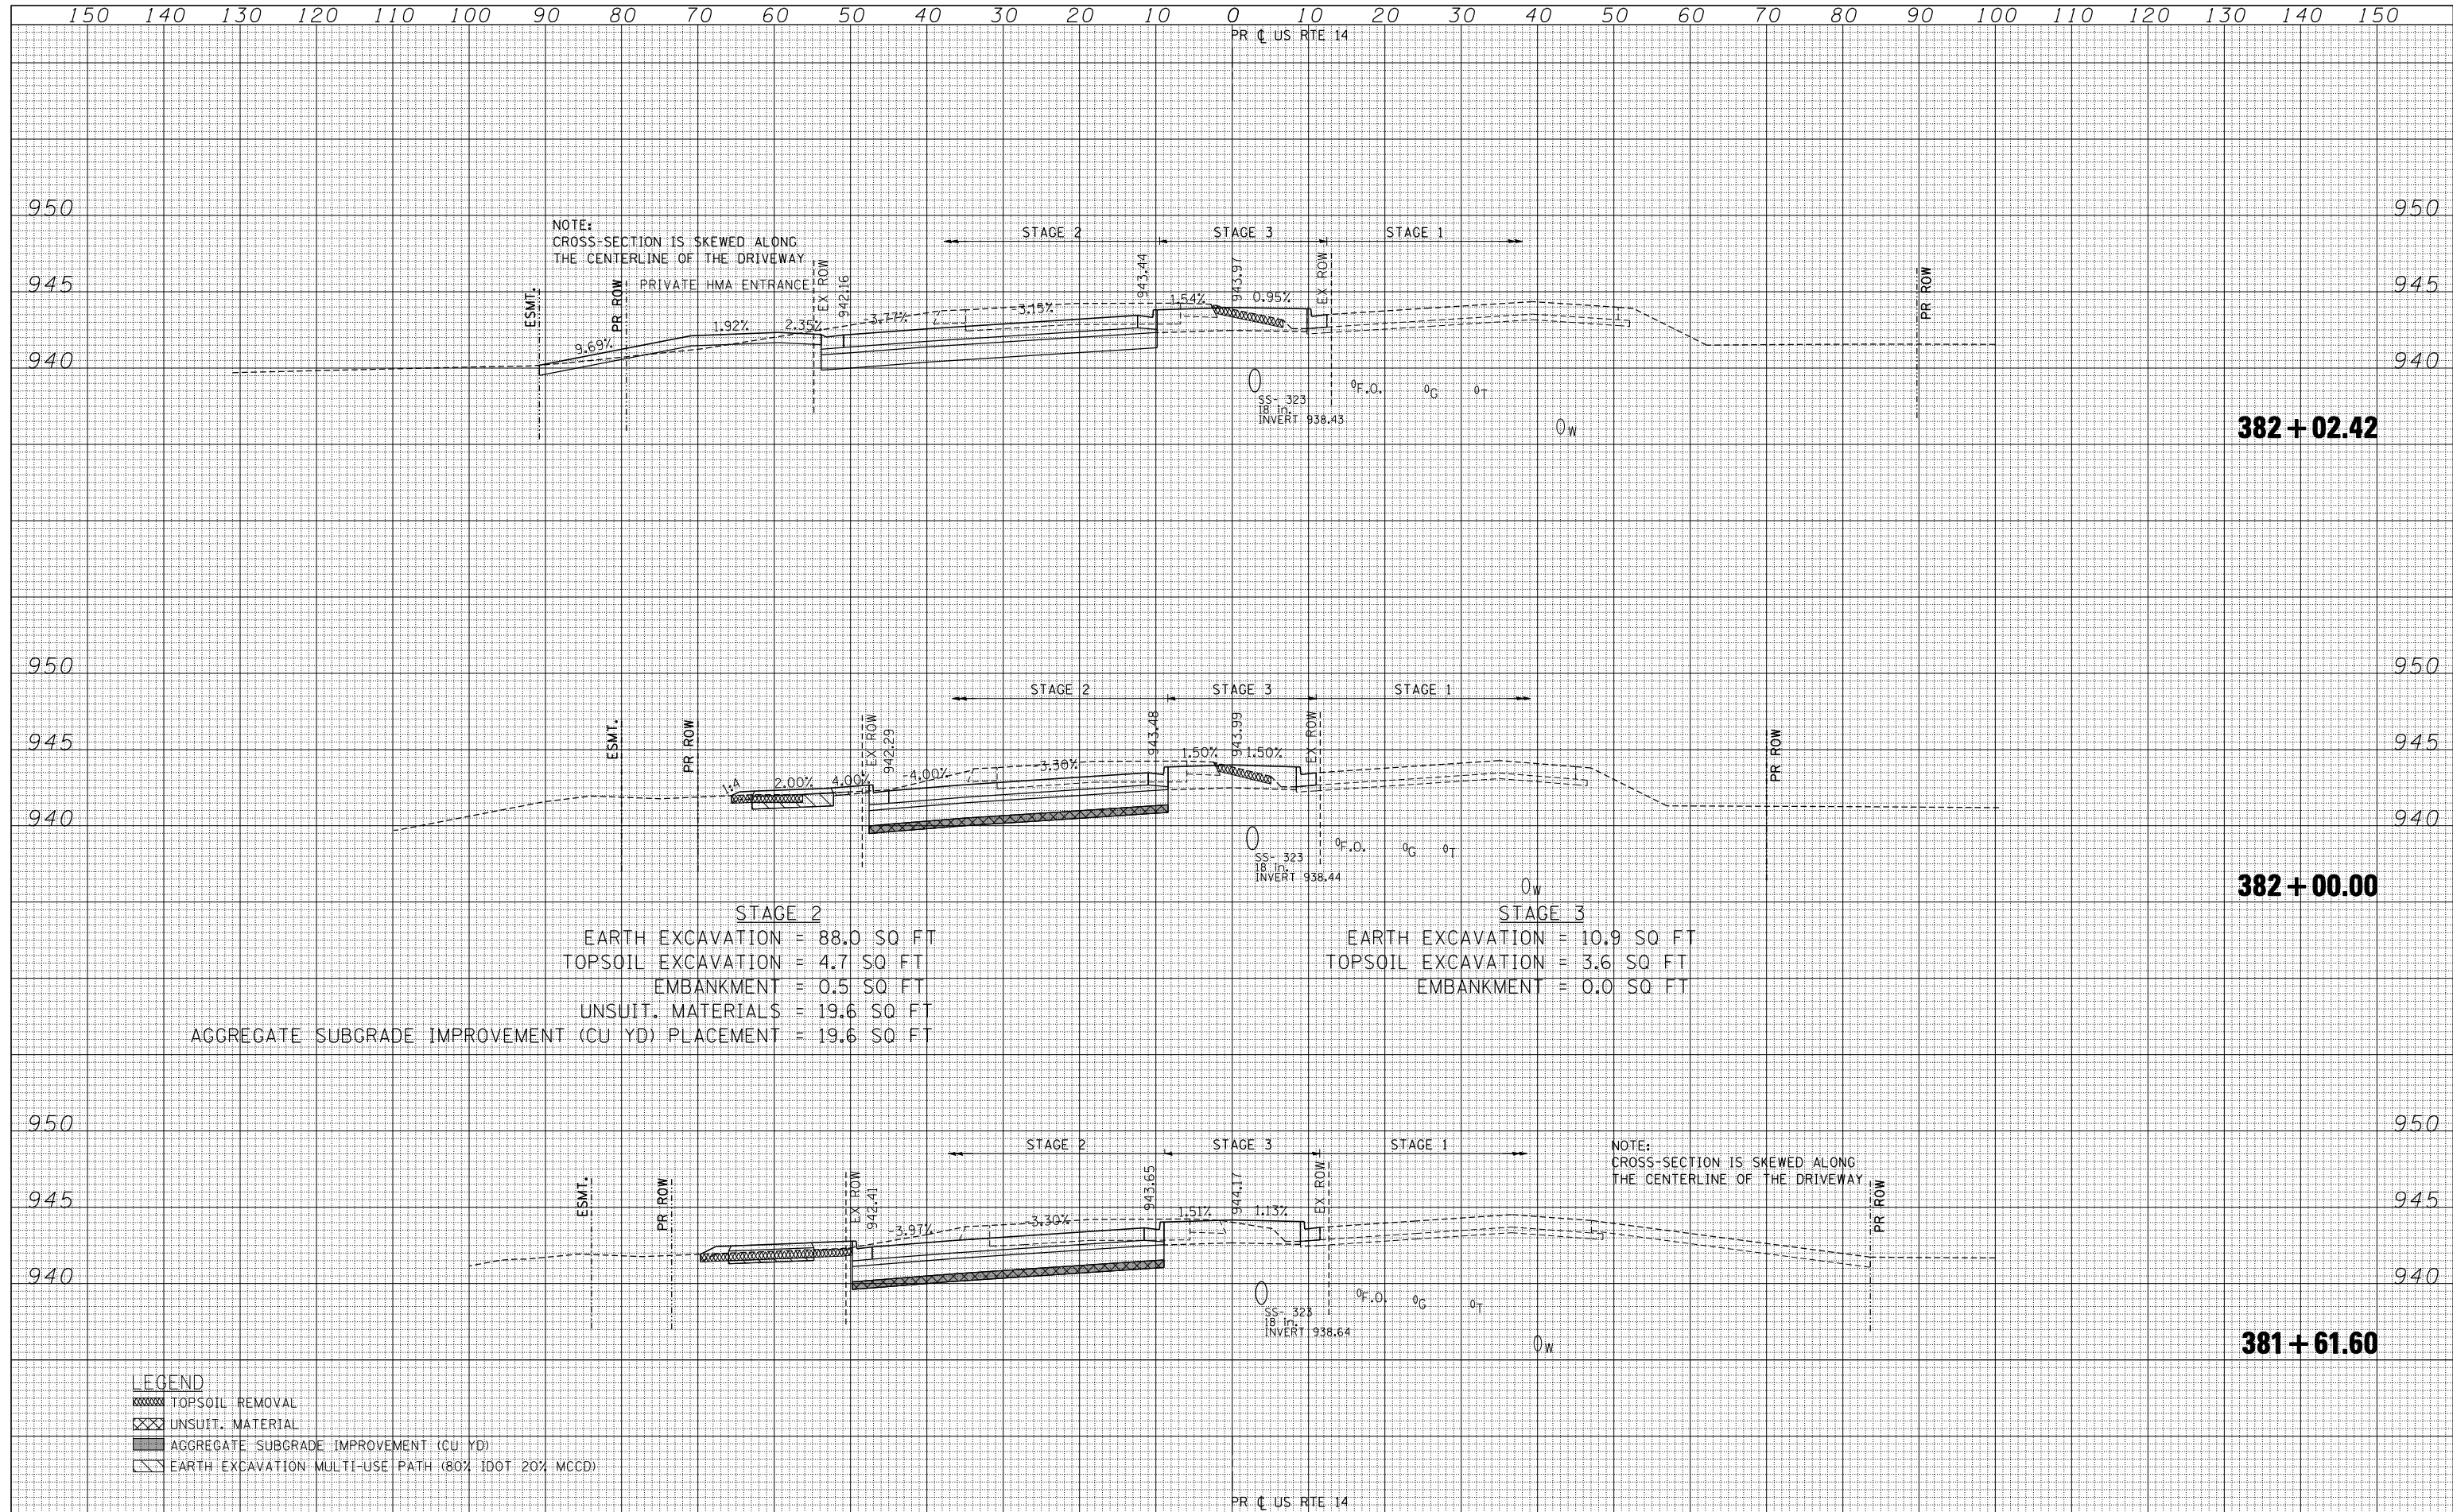 150 140 130 120 110 100 90 80 70 60 50 40 30 20 10 0 10 20 30 40 50 60 70 80 90 100 110 120 130 140 150
PR ℄ US RTE 14
950 950
NOTE:
CROSS-SECTION IS SKEWED ALONG
THE CENTERLINE OF THE DRIVEWAY
STAGE 2 STAGE 3 STAGE 1
945 945
ESMT.
PR ROW
PRIVATE HMA ENTRANCE
EX ROW
942.16
943.44
943.97
EX ROW
PR ROW
9.69% 1.92% 2.35% -3.77% -3.15% 1.54% 0.95%
940 940
SS- 323
18 in.
INVERT 938.43
F.O. G T
W
382+02.42
950 950
STAGE 2 STAGE 3 STAGE 1
945 945
ESMT.
PR ROW
EX ROW
942.29
943.48
943.99
EX ROW
PR ROW
1:4 2.00% 4.00% -4.00% -3.30% 1.50% 1.50%
940 940
SS- 323
18 in.
INVERT 938.44
F.O. G T
W
382+00.00
STAGE 2
EARTH EXCAVATION = 88.0 SQ FT
TOPSOIL EXCAVATION = 4.7 SQ FT
EMBANKMENT = 0.5 SQ FT
UNSUIT. MATERIALS = 19.6 SQ FT
AGGREGATE SUBGRADE IMPROVEMENT (CU YD) PLACEMENT = 19.6 SQ FT
STAGE 3
EARTH EXCAVATION = 10.9 SQ FT
TOPSOIL EXCAVATION = 3.6 SQ FT
EMBANKMENT = 0.0 SQ FT
950 950
STAGE 2 STAGE 3 STAGE 1
NOTE:
CROSS-SECTION IS SKEWED ALONG
THE CENTERLINE OF THE DRIVEWAY
945 945
ESMT.
PR ROW
EX ROW
942.41
943.65
944.17
EX ROW
PR ROW
-3.97% -3.30% 1.51% 1.13%
940 940
SS- 323
18 in.
INVERT 938.64
F.O. G T
W
381+61.60
LEGEND
TOPSOIL REMOVAL
UNSUIT. MATERIAL
AGGREGATE SUBGRADE IMPROVEMENT (CU YD)
EARTH EXCAVATION MULTI-USE PATH (80% IDOT 20% MCCD)
PR ℄ US RTE 14